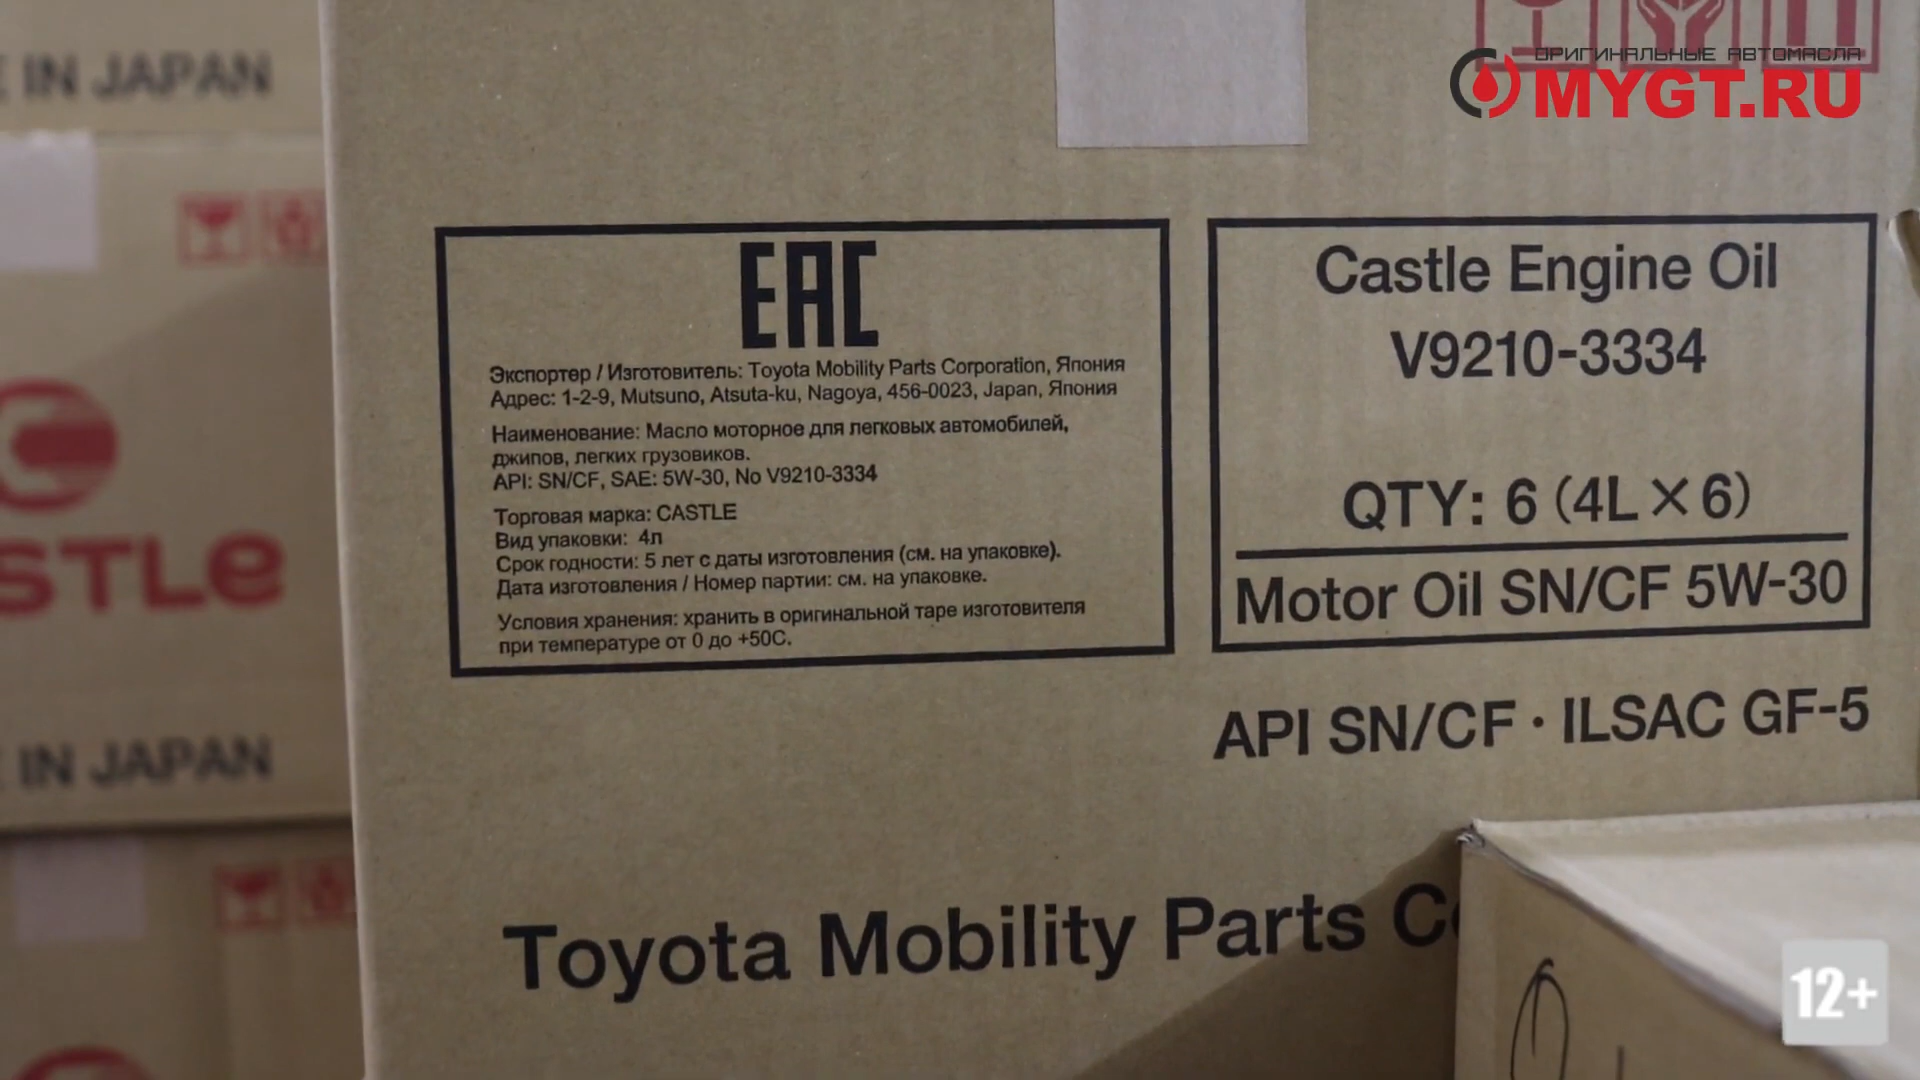 ОРИГИНАЛЬНЫЕ АВТОМАСЛА
MYGT.RU
IN JAPAN
EAC
Экспортер / Изготовитель: Toyota Mobility Parts Corporation, Япония
Адрес: 1-2-9, Mutsuno, Atsuta-ku, Nagoya, 456-0023, Japan, Япония
Наименование: Масло моторное для легковых автомобилей,
джипов, легких грузовиков.
API: SN/CF, SAE: 5W-30, No V9210-3334
Торговая марка: CASTLE
Вид упаковки: 4л
Срок годности: 5 лет с даты изготовления (см. на упаковке).
Дата изготовления / Номер партии: см. на упаковке.
Условия хранения: хранить в оригинальной таре изготовителя
при температуре от 0 до +50С.
Castle Engine Oil
V9210-3334
QTY: 6 (4L×6)
Motor Oil SN/CF 5W-30
API SN/CF · ILSAC GF-5
STLe
IN JAPAN
Toyota Mobility Parts
12+